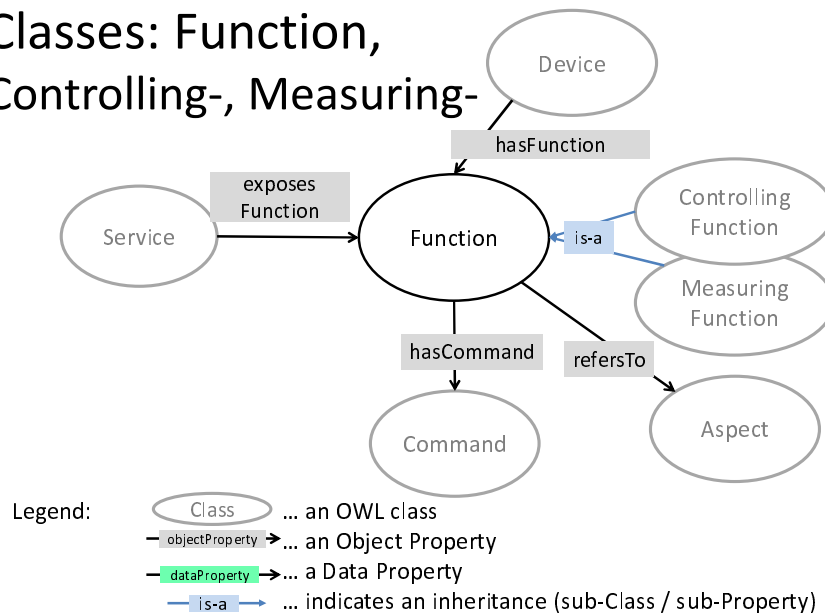 Classes: Function,
Controlling-, Measuring-
Device
hasFunction
exposes
Function
Service
Function
is-a
Controlling
Function
Measuring
Function
hasCommand
refersTo
Command
Aspect
Legend:
Class
... an OWL class
objectProperty
... an Object Property
dataProperty
... a Data Property
is-a
... indicates an inheritance (sub-Class / sub-Property)